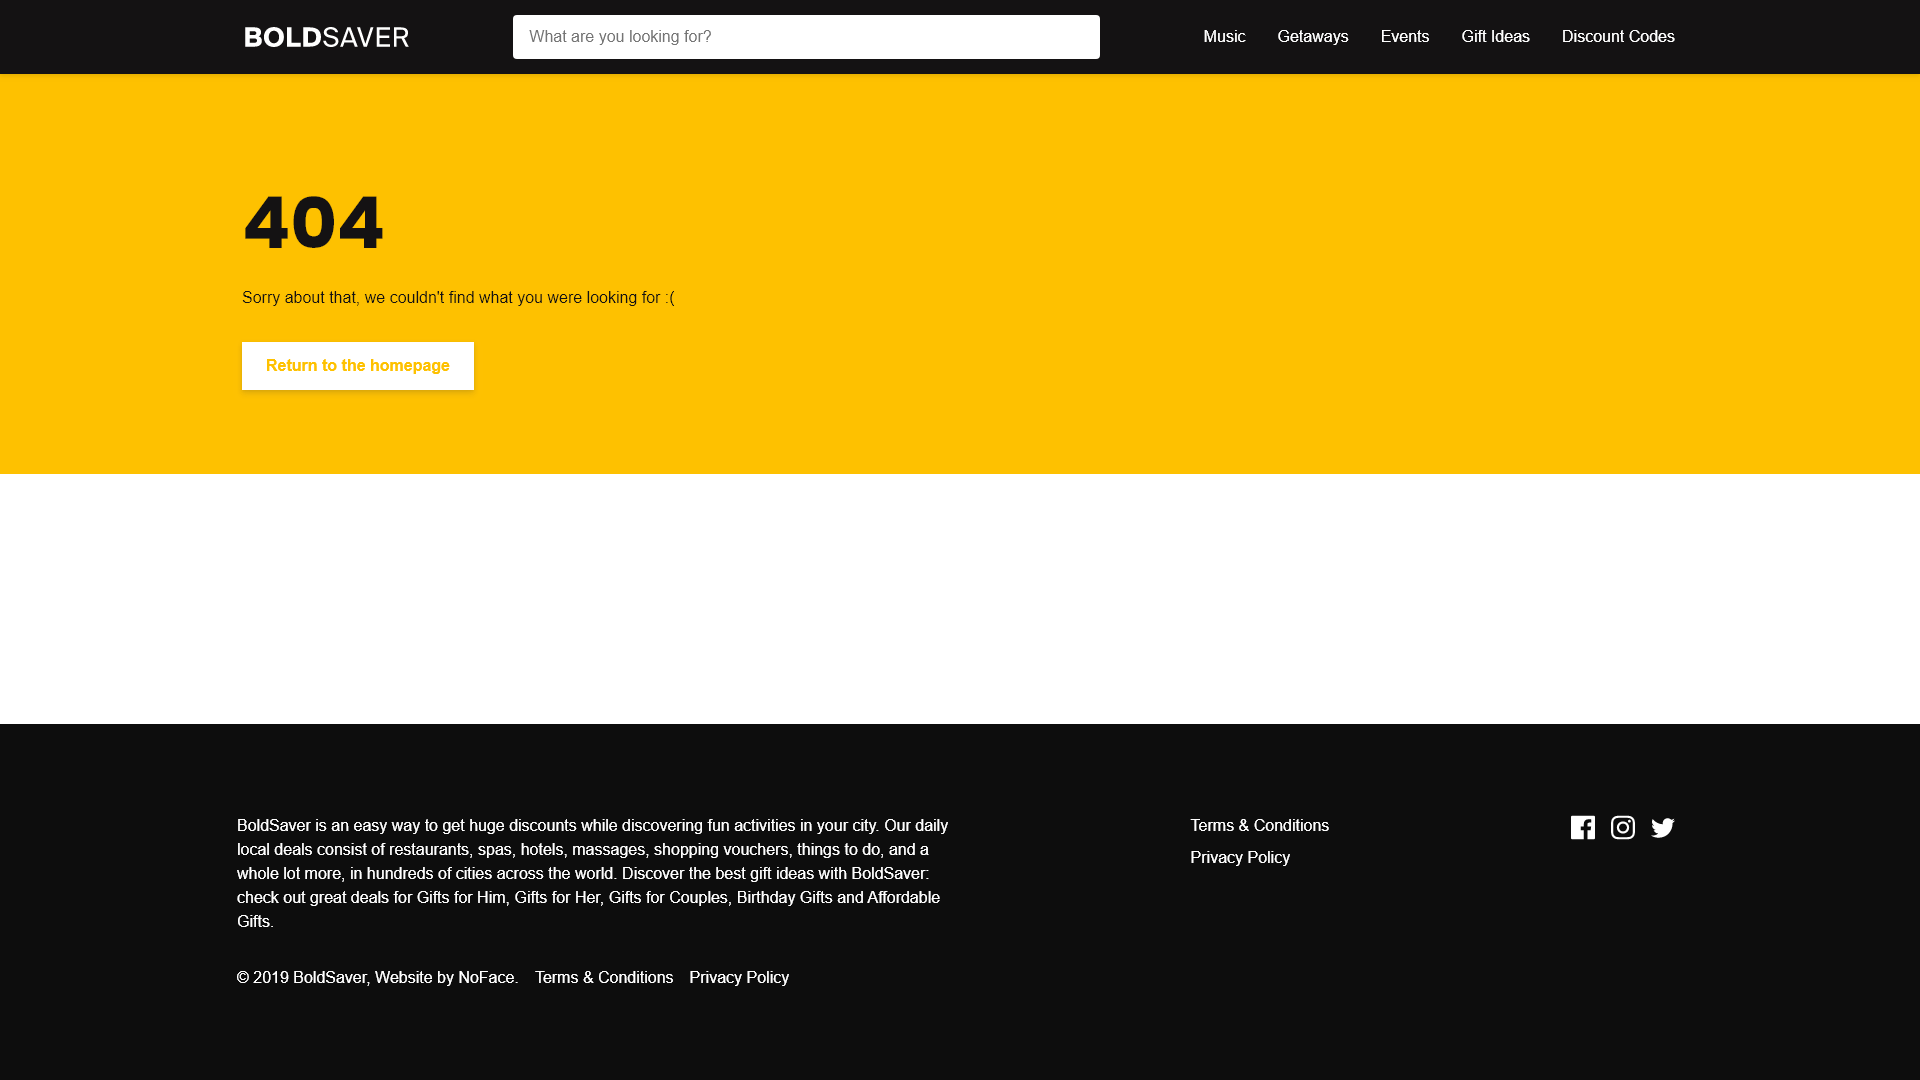 BOLDSAVER
What are you looking for?
Music
Getaways
Events
Gift Ideas
Discount Codes
404
Sorry about that, we couldn't find what you were looking for :(
Return to the homepage
BoldSaver is an easy way to get huge discounts while discovering fun activities in your city. Our daily
local deals consist of restaurants, spas, hotels, massages, shopping vouchers, things to do, and a
whole lot more, in hundreds of cities across the world. Discover the best gift ideas with BoldSaver:
check out great deals for Gifts for Him, Gifts for Her, Gifts for Couples, Birthday Gifts and Affordable
Gifts.
Terms & Conditions
Privacy Policy
© 2019 BoldSaver, Website by NoFace. Terms & Conditions Privacy Policy